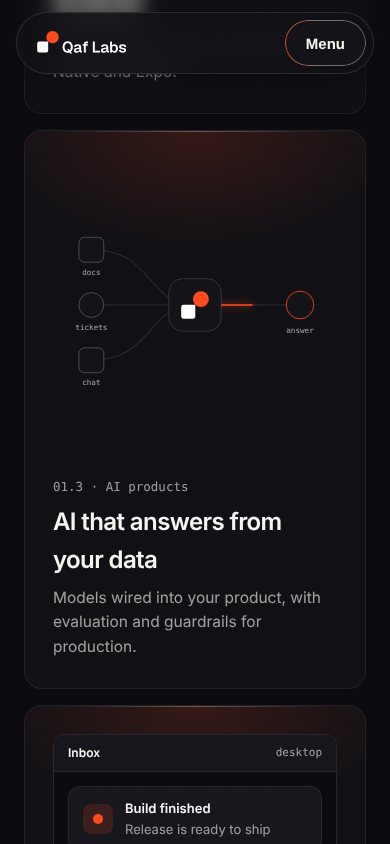 Qaf Labs
Menu
Native and Expo.
docs
tickets
chat
answer
01.3 · AI products
AI that answers from
your data
Models wired into your product, with
evaluation and guardrails for
production.
Inbox
desktop
Build finished
Release is ready to ship